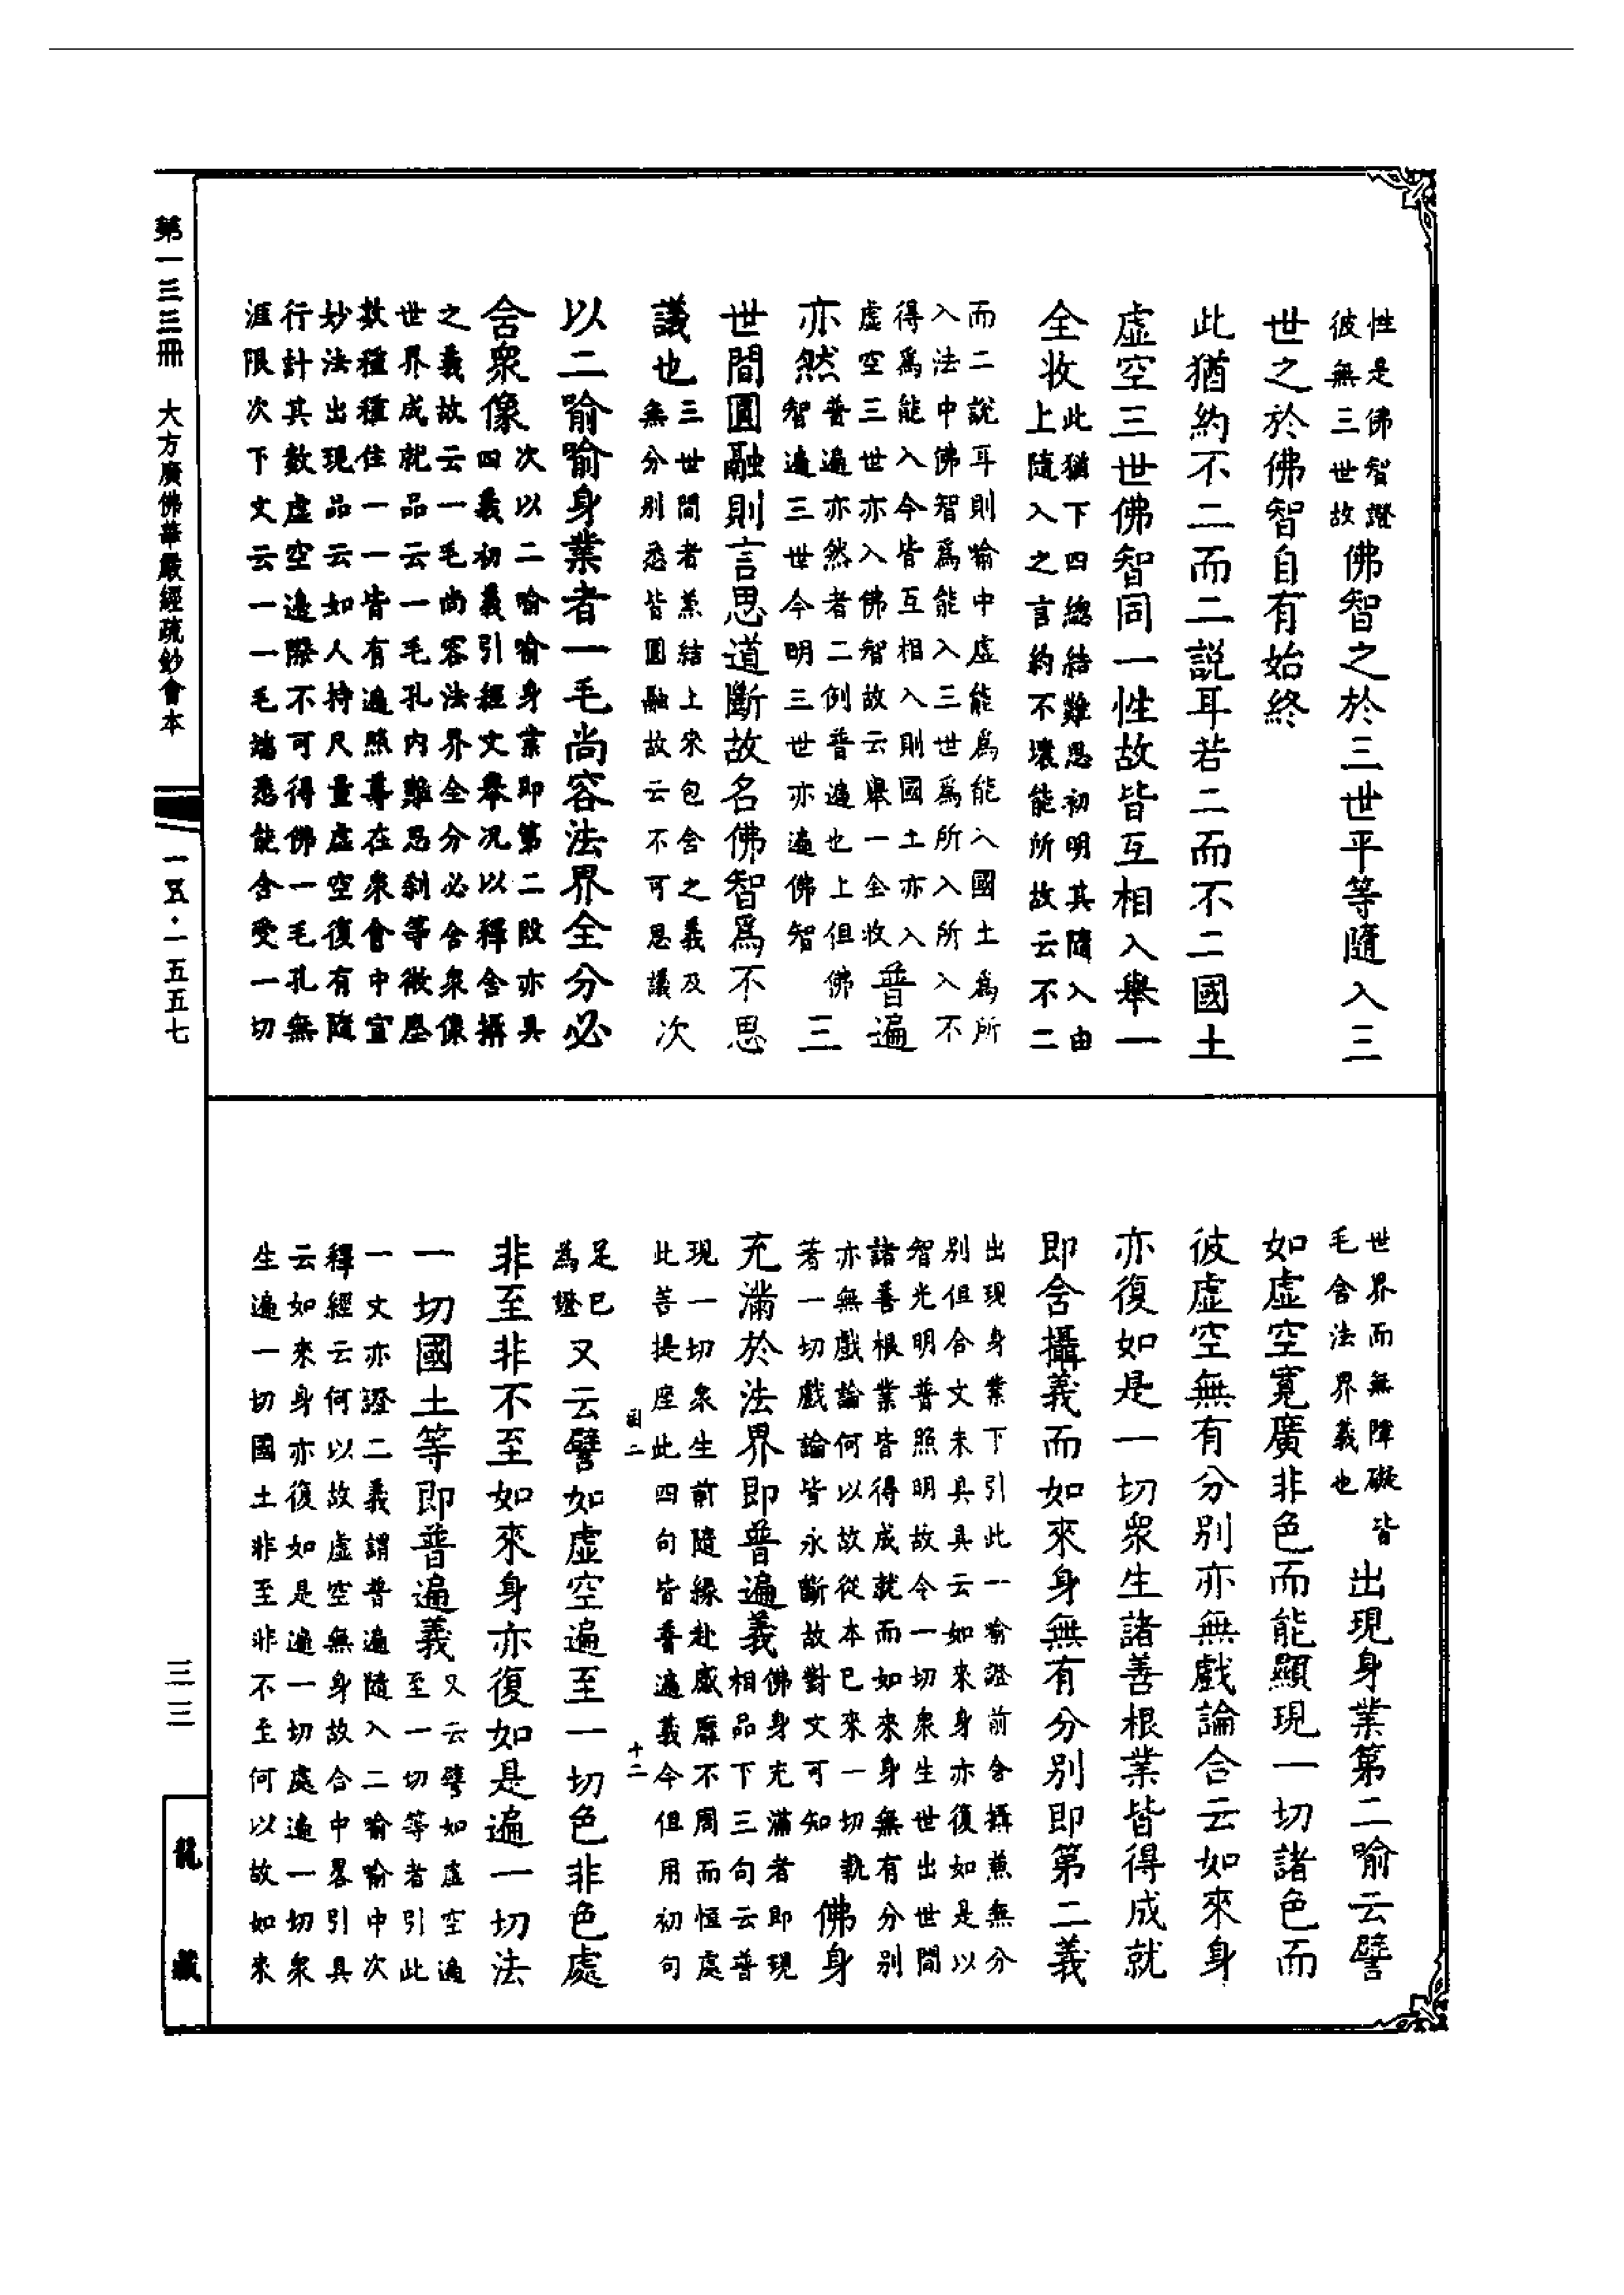 性是佛智證
彼無三世故
佛智之於三世平等隨入三
世之於佛智自有始終
此猶約不二而二說耳若二而不二國土
虛空三世佛智同一性故皆互相入舉一
全收
此猶下四總結難思初明其隨入由
上隨入之言約不壞能所故云不二
而二說耳則喻中虛能爲能入國土爲所
入法中佛智爲能入三世爲所入所入不
得爲能入今皆互相入則國土亦入
虛空三世亦入佛智故云舉一全收
普遍
亦然
普遍亦然者二例普遍也上但佛
智遍三世今明三世亦遍佛智
三
世間圓融則言思道斷故名佛智爲不思
議也
三世間者兼結上來包含之義及
無分別悉皆圓融故云不可思議
次
以二喻喻身業者一毛尚容法界全分必
含衆像
次以二喻喻身業即第二段亦具
四義初義引經文舉況以釋含攝
之義故云一毛尚容法界全分必含衆像
世界成就品云一毛孔內難思刹等微塵
數種種住一一皆有遍照尊在衆會中宣
妙法出現品云如人持尺量虛空復有隨
行計其數虛空邊際不可得佛一毛孔無
涯限次下文云一一毛端悉能含受一切
世界而無障礙皆
毛含法界義也
出現身業第二喻云譬
如虛空寬廣非色而能顯現一切諸色而
彼虛空無有分別亦無戲論合云如來身
亦復如是一切衆生諸善根業皆得成就
即含攝義而如來身無有分別即第二義
出現身業下引此一喻證前含攝兼無分
別但合文未具具云如來身亦復如是以
智光明普照明故令一切衆生世出世間
諸善根業皆得成就而如來身無有分別
亦無戲論何以故從本已來一切執
著一切戲論皆永斷故對文可知
佛身
充滿於法界即普遍義
佛身充滿者即現
相品下三句云普
現一切衆生前隨緣赴感靡不周而恒處
此菩提座此四句皆普遍義今但用初句
二 十二
足已
為證
又云譬如虛空遍至一切色非色處
非至非不至如來身亦復如是遍一切法
一切國土等即普遍義
又云譬如虛空遍
至一切等者引此
一文亦證二義謂普遍隨入二喻喻中次
釋經云何以故虛空無身故合中畧引具
云如來身亦復如是遍一切處遍一切衆
生遍一切國土非至非不至何以故如來
第一三三冊 大方廣佛華嚴經疏鈔會本
一五·一五五七
三三
龍藏